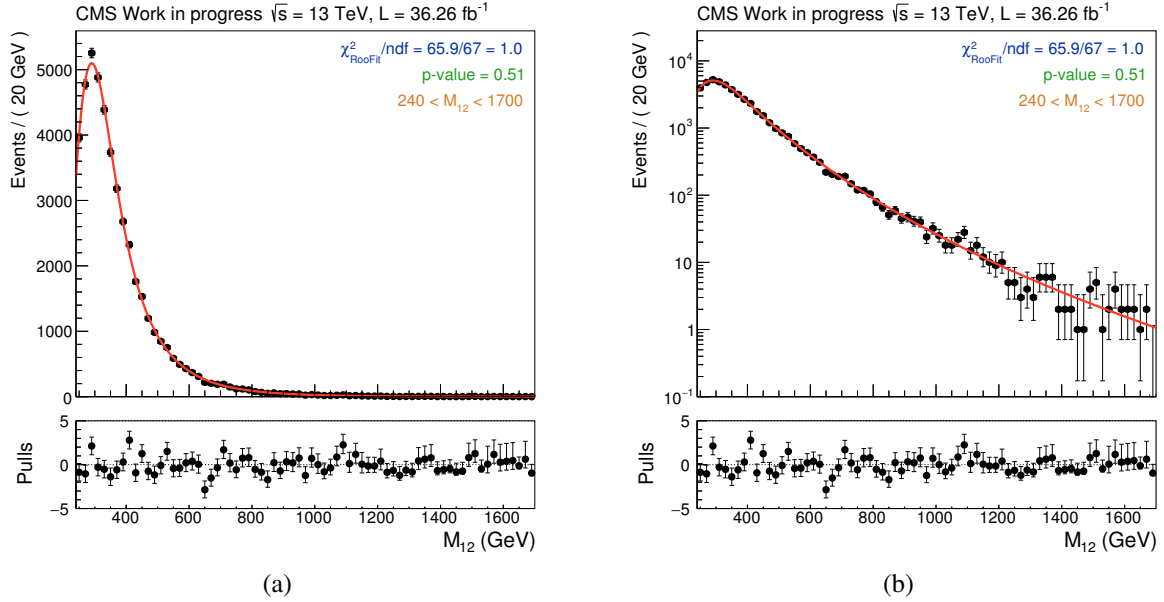 CMS Work in progress √s = 13 TeV, L = 36.26 fb⁻¹
χ²RooFit/ndf = 65.9/67 = 1.0
p-value = 0.51
240 < M₁₂ < 1700
Events / ( 20 GeV )
5000
4000
3000
2000
1000
0
Pulls
5
0
−5
400 600 800 1000 1200 1400 1600
M₁₂ (GeV)
(a)
CMS Work in progress √s = 13 TeV, L = 36.26 fb⁻¹
χ²RooFit/ndf = 65.9/67 = 1.0
p-value = 0.51
240 < M₁₂ < 1700
Events / ( 20 GeV )
10⁴
10³
10²
10
1
10⁻¹
Pulls
5
0
−5
400 600 800 1000 1200 1400 1600
M₁₂ (GeV)
(b)